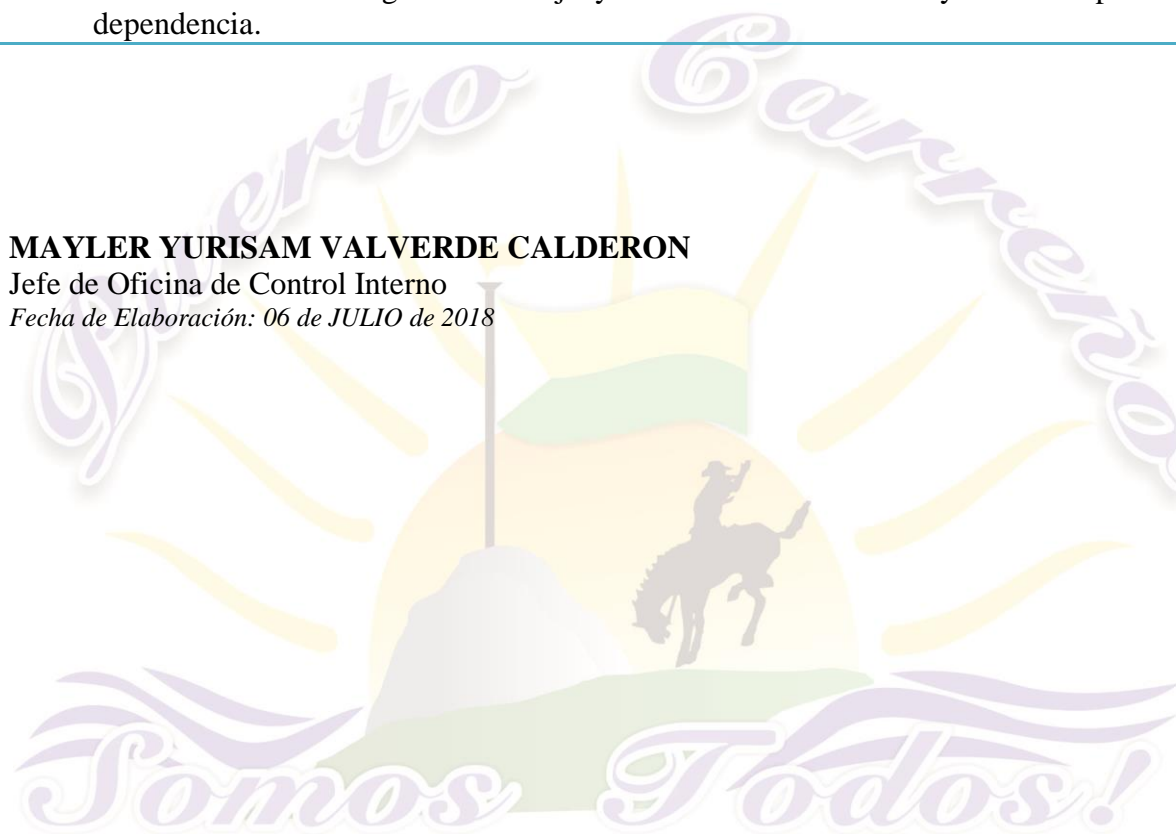 dependencia.
Puerto Carreño
MAYLER YURISAM VALVERDE CALDERON
Jefe de Oficina de Control Interno
Fecha de Elaboración: 06 de JULIO de 2018
Somos Todos!